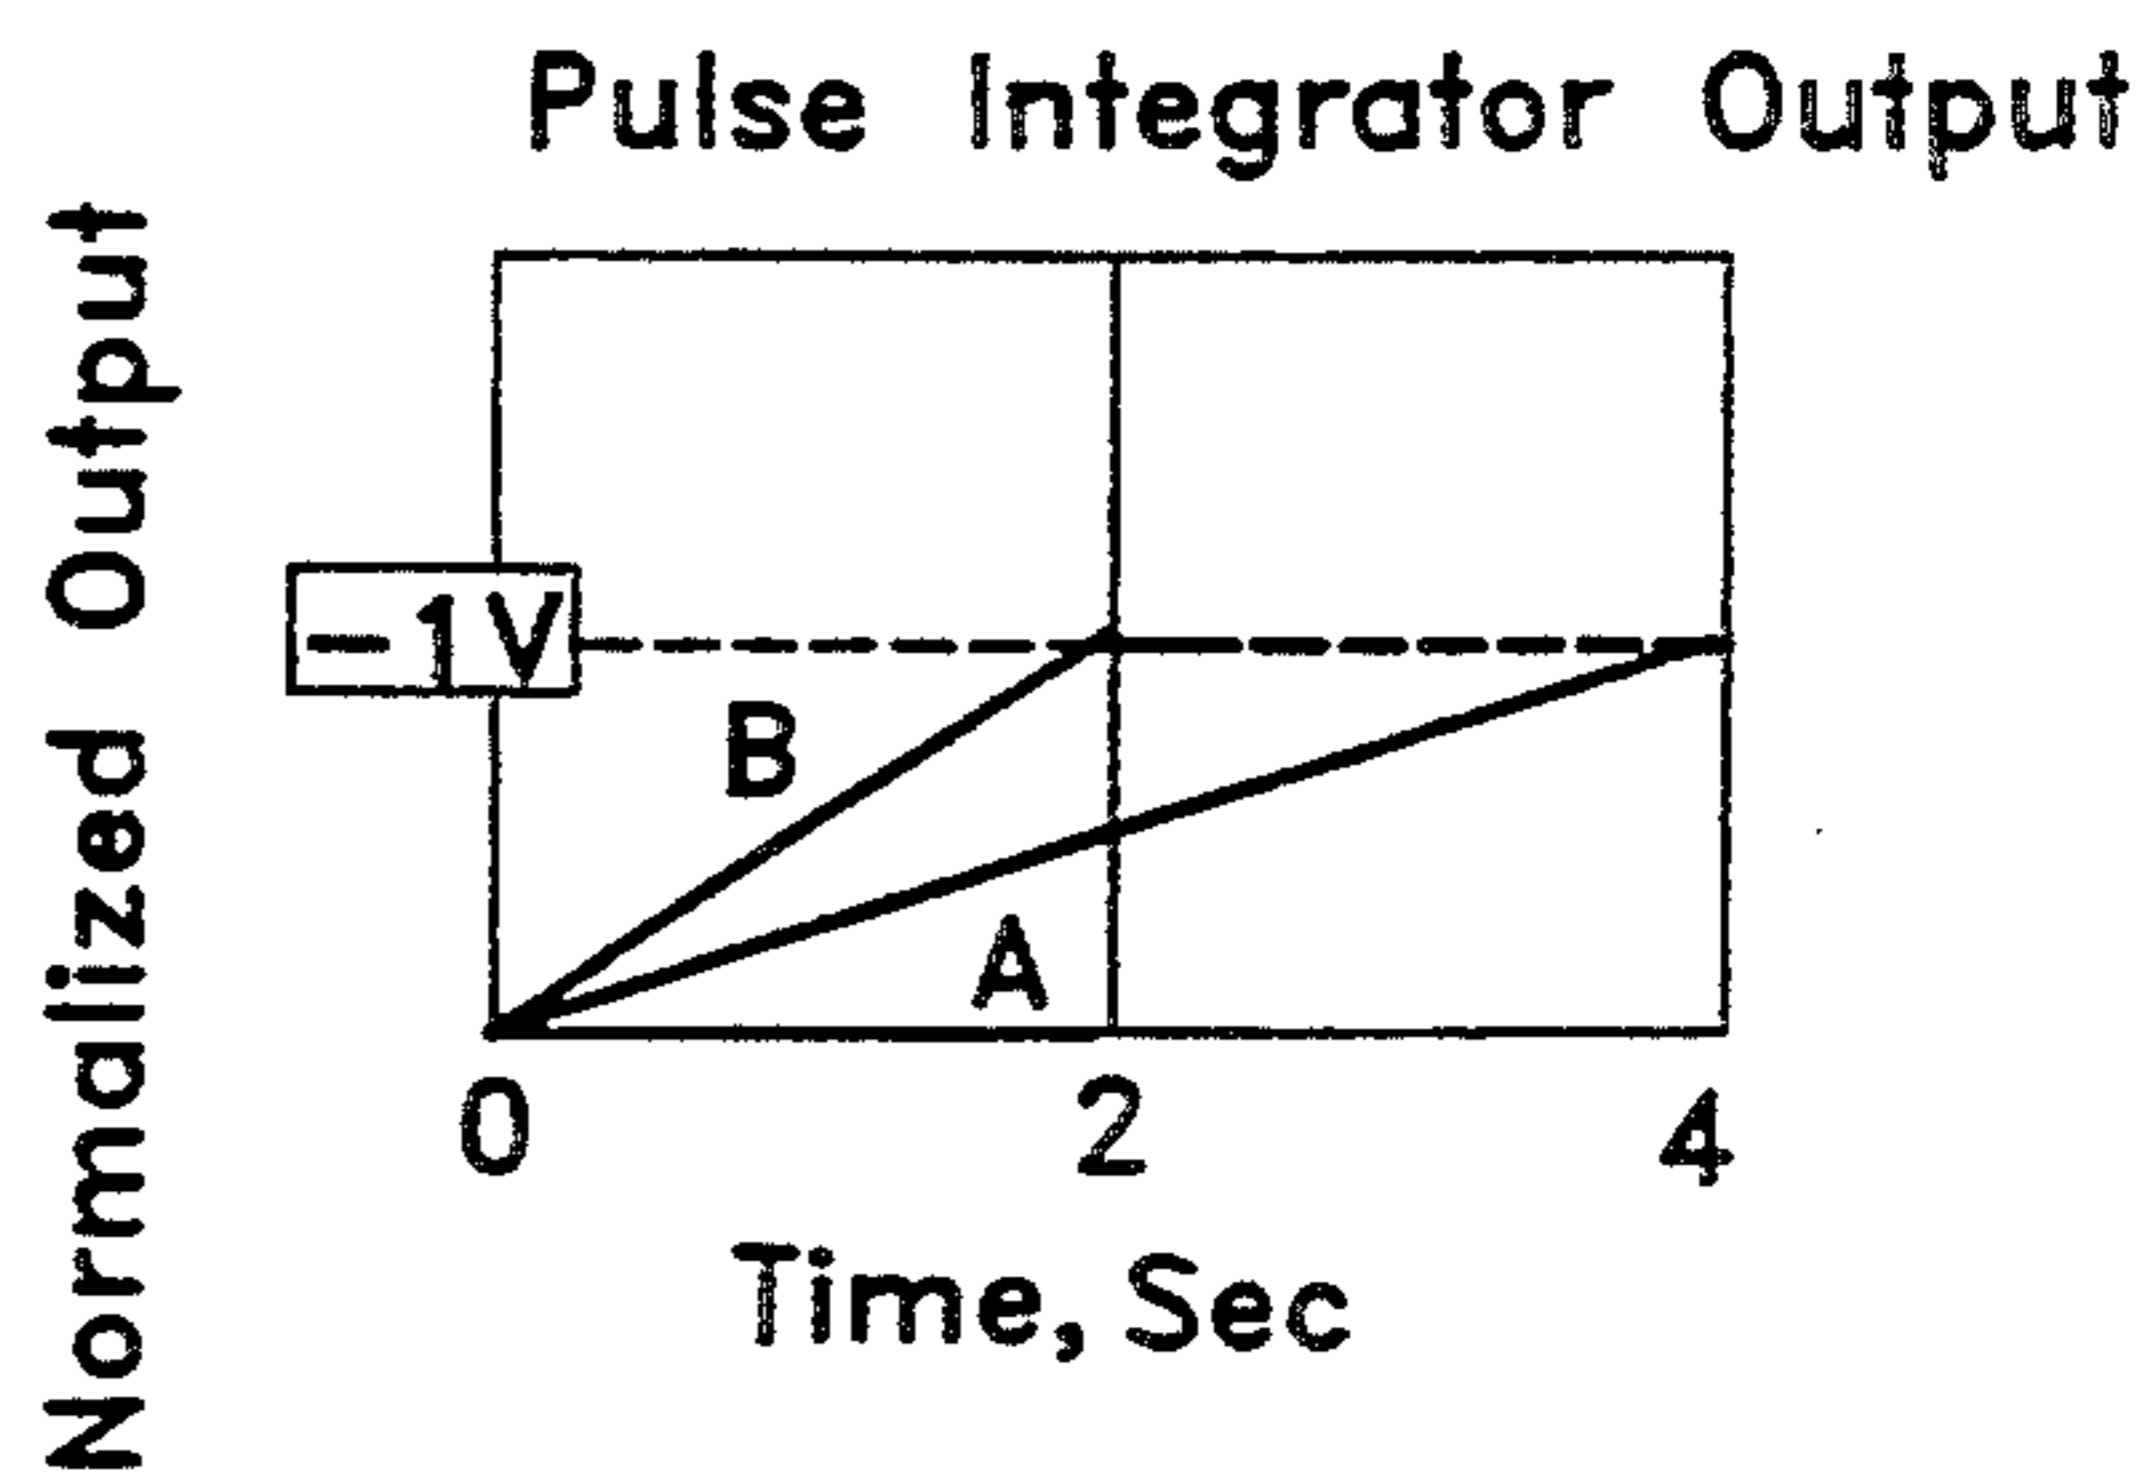 Pulse Integrator Output
Normalized Output
-1V
B
A
0 2 4
Time, Sec